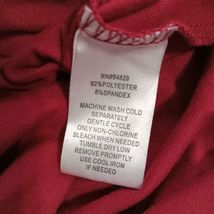 RN#94829
92%POLYESTER
8%SPANDEX
MACHINE WASH COLD
SEPARATELY
GENTLE CYCLE
ONLY NON-CHLORINE
BLEACH WHEN NEEDED
TUMBLE DRY LOW
REMOVE PROMPTLY
USE COOL IRON
IF NEEDED